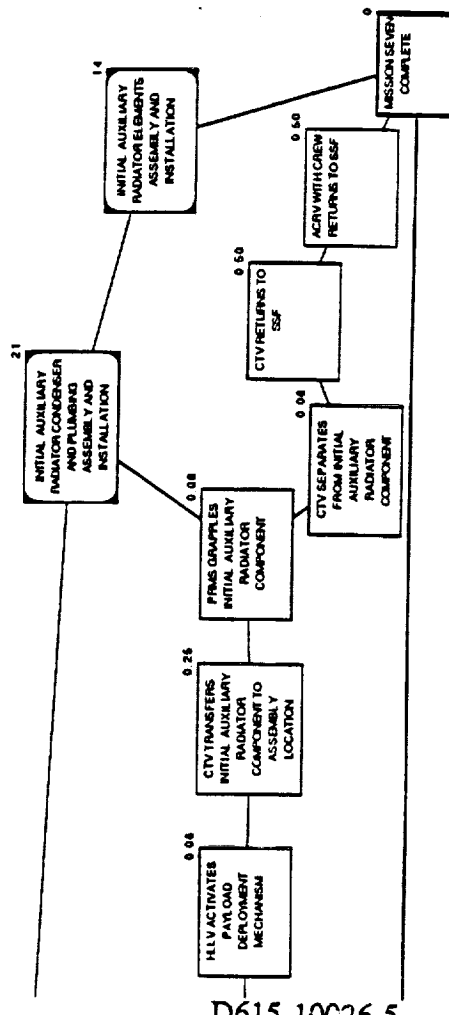 0.06
HLLV ACTIVATES
PAYLOAD
DEPLOYMENT
MECHANISM
0.25
CTV TRANSFERS
INITIAL AUXILIARY
RADIATOR
COMPONENT TO
ASSEMBLY
LOCATION
0.08
PRMS GRAPPLES
INITIAL AUXILIARY
RADIATOR
COMPONENT
21
INITIAL AUXILIARY
RADIATOR CONDENSER
AND PLUMBING
ASSEMBLY AND
INSTALLATION
14
INITIAL AUXILIARY
RADIATOR ELEMENTS
ASSEMBLY AND
INSTALLATION
0.04
CTV SEPARATES
FROM INITIAL
AUXILIARY
RADIATOR
COMPONENT
0.50
CTV RETURNS TO
SSF
0.50
ACRV WITH CREW
RETURNS TO SSF
0
MISSION SEVEN
COMPLETE
D615-10026-5